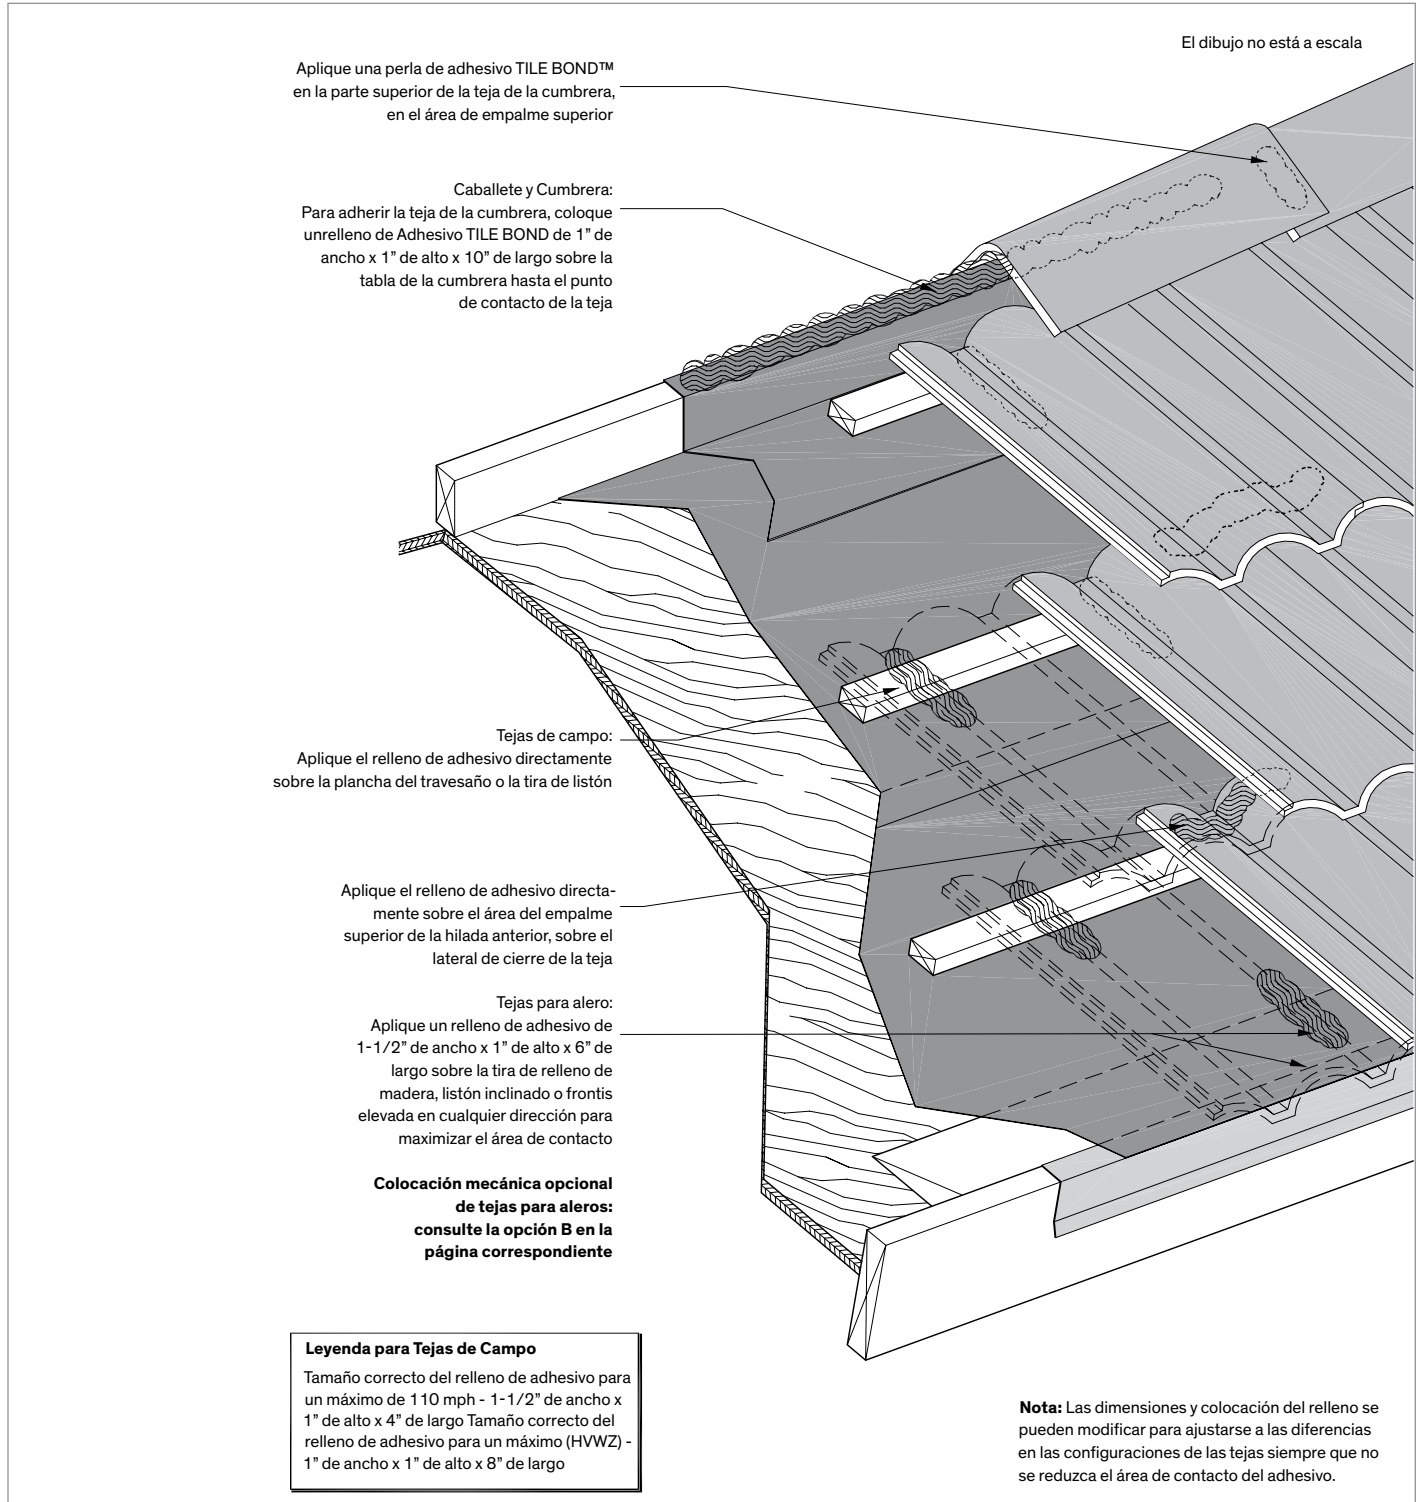 El dibujo no está a escala
Aplique una perla de adhesivo TILE BOND™
en la parte superior de la teja de la cumbrera,
en el área de empalme superior
Caballete y Cumbrera:
Para adherir la teja de la cumbrera, coloque
unrelleno de Adhesivo TILE BOND de 1” de
ancho x 1” de alto x 10” de largo sobre la
tabla de la cumbrera hasta el punto
de contacto de la teja
Tejas de campo:
Aplique el relleno de adhesivo directamente
sobre la plancha del travesaño o la tira de listón
Aplique el relleno de adhesivo directa-
mente sobre el área del empalme
superior de la hilada anterior, sobre el
lateral de cierre de la teja
Tejas para alero:
Aplique un relleno de adhesivo de
1-1/2” de ancho x 1” de alto x 6” de
largo sobre la tira de relleno de
madera, listón inclinado o frontis
elevada en cualquier dirección para
maximizar el área de contacto
Colocación mecánica opcional
de tejas para aleros:
consulte la opción B en la
página correspondiente
Leyenda para Tejas de Campo
Tamaño correcto del relleno de adhesivo para
un máximo de 110 mph - 1-1/2” de ancho x
1” de alto x 4” de largo Tamaño correcto del
relleno de adhesivo para un máximo (HVWZ) -
1” de ancho x 1” de alto x 8” de largo
Nota: Las dimensiones y colocación del relleno se
pueden modificar para ajustarse a las diferencias
en las configuraciones de las tejas siempre que no
se reduzca el área de contacto del adhesivo.